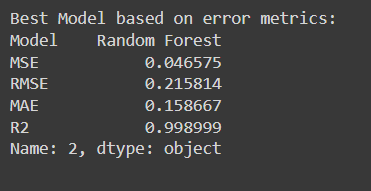 Best Model based on error metrics:
Model    Random Forest
MSE           0.046575
RMSE          0.215814
MAE           0.158667
R2            0.998999
Name: 2, dtype: object